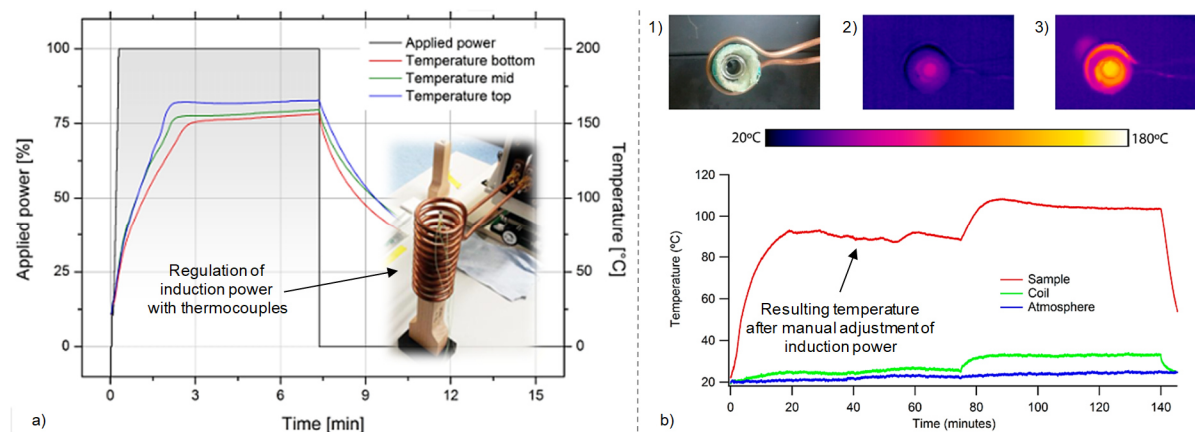 100
75
50
25
0
Applied power [%]
0
3
6
9
12
15
Time [min]
200
150
100
50
0
Temperature [°C]
Applied power
Temperature bottom
Temperature mid
Temperature top
Regulation of
induction power
with thermocouples
a)
1)
2)
3)
20ºC
180ºC
120
100
80
60
40
20
Temperature (ºC)
Sample
Coil
Atmosphere
Resulting temperature
after manual adjustment of
induction power
0
20
40
60
80
100
120
140
Time (minutes)
b)